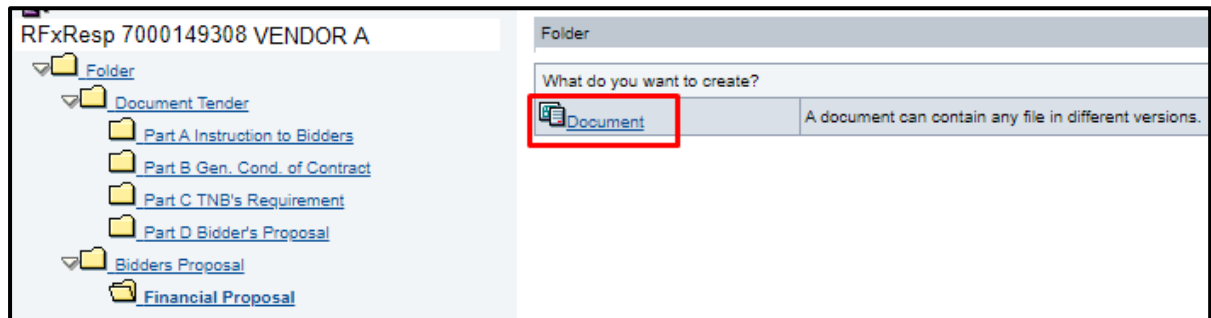 RFxResp 7000149308 VENDOR A
Folder
Document Tender
Part A Instruction to Bidders
Part B Gen. Cond. of Contract
Part C TNB's Requirement
Part D Bidder's Proposal
Bidders Proposal
Financial Proposal
Folder
What do you want to create?
Document A document can contain any file in different versions.